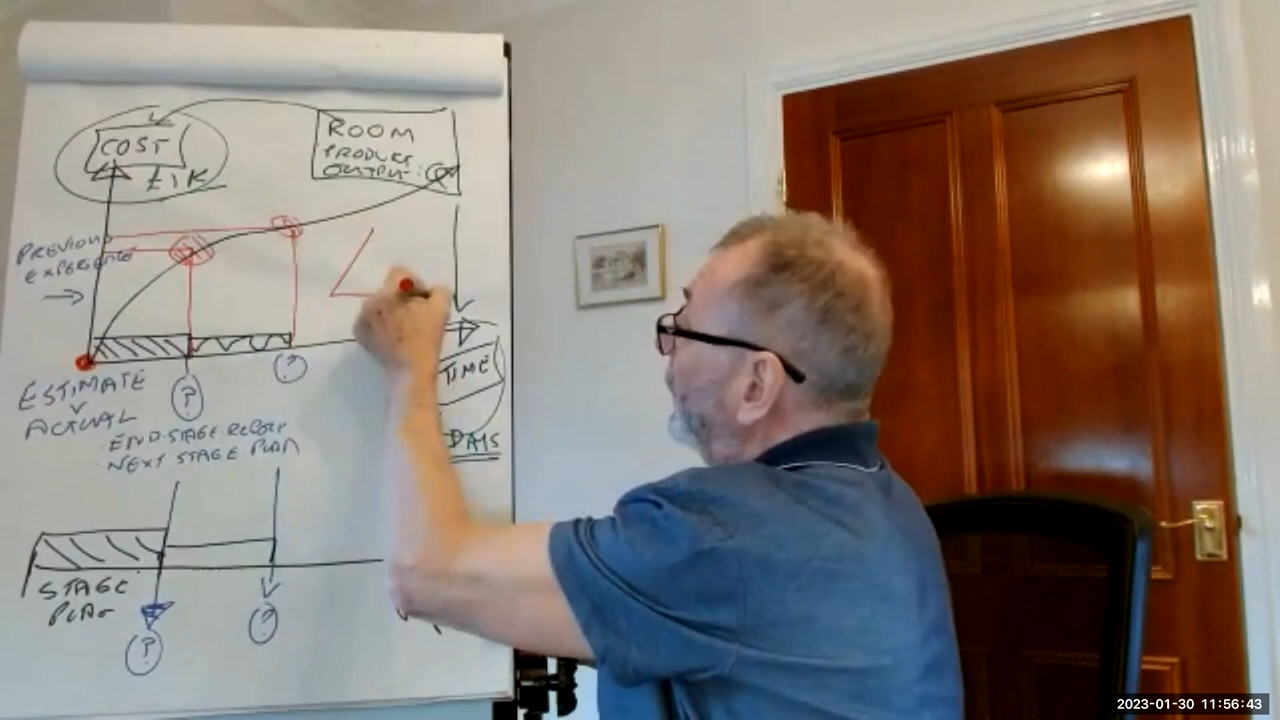 COST
£1K
ROOM
PRODUCT
OUTPUT: Q
PREVIOUS
EXPERIENCE
?
?
TIME
DAYS
ESTIMATE
V
ACTUAL
· END STAGE REPORT
· NEXT STAGE PLAN
STAGE
PLAN
?
?
2023-01-30 11:56:43